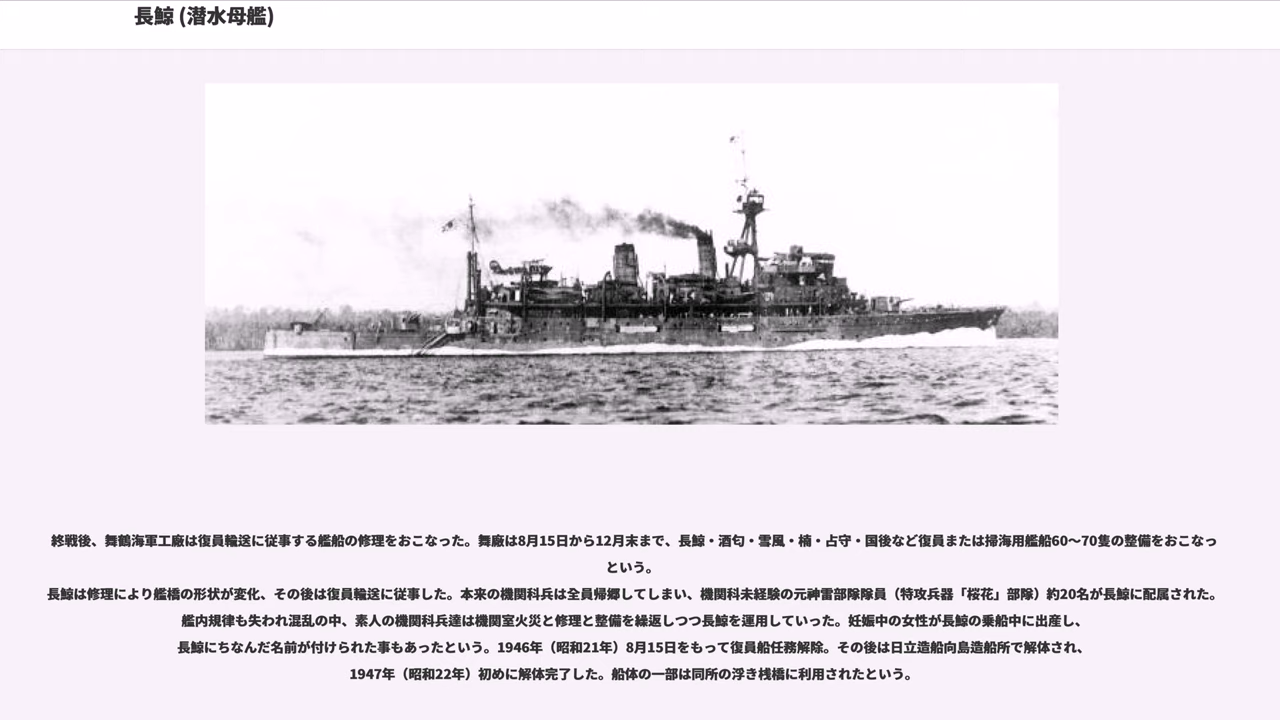 長鯨 (潜水母艦)
終戦後、舞鶴海軍工廠は復員輸送に従事する艦船の修理をおこなった。舞廠は8月15日から12月末まで、長鯨・酒匂・雪風・楠・占守・国後など復員または掃海用艦船60〜70隻の整備をおこなっ
という。
長鯨は修理により艦橋の形状が変化、その後は復員輸送に従事した。本来の機関科兵は全員帰郷してしまい、機関科未経験の元神雷部隊隊員（特攻兵器「桜花」部隊）約20名が長鯨に配属された。
艦内規律も失われ混乱の中、素人の機関科兵達は機関室火災と修理と整備を繰返しつつ長鯨を運用していった。妊娠中の女性が長鯨の乗船中に出産し、
長鯨にちなんだ名前が付けられた事もあったという。1946年（昭和21年）8月15日をもって復員船任務解除。その後は日立造船向島造船所で解体され、
1947年（昭和22年）初めに解体完了した。船体の一部は同所の浮き桟橋に利用されたという。